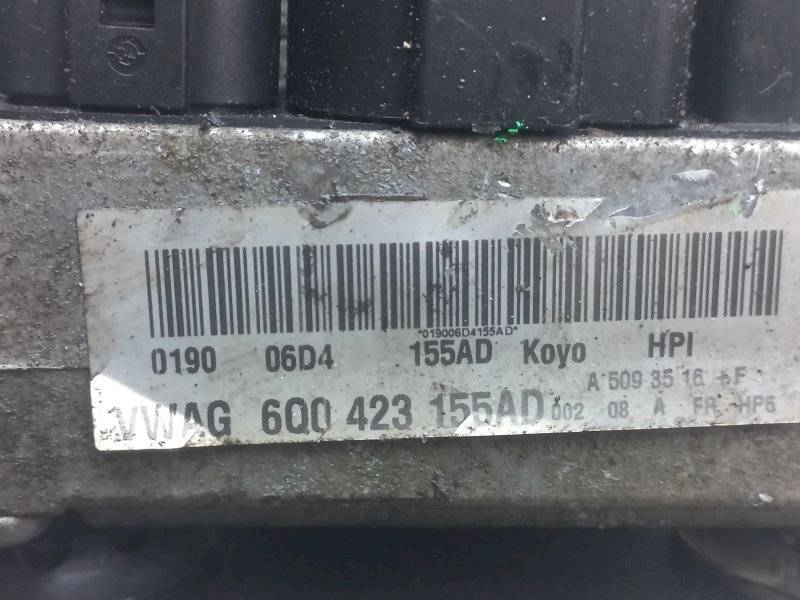 *019006D4155AD*
0190 06D4 155AD Koyo HPI
A 509 35 16
VWAG 6Q0 423 155AD 002 08 A FR HP6